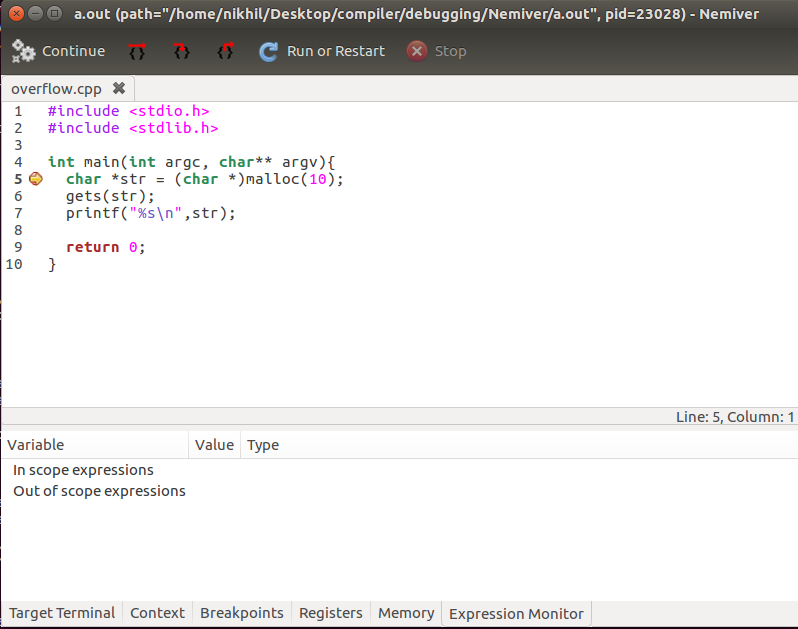 a.out (path="/home/nikhil/Desktop/compiler/debugging/Nemiver/a.out", pid=23028) - Nemiver
Continue Run or Restart Stop
overflow.cpp
1 #include <stdio.h>
2 #include <stdlib.h>
3
4 int main(int argc, char** argv){
5 char *str = (char *)malloc(10);
6 gets(str);
7 printf("%s\n",str);
8
9 return 0;
10 }
Line: 5, Column: 1
Variable Value Type
In scope expressions
Out of scope expressions
Target Terminal Context Breakpoints Registers Memory Expression Monitor